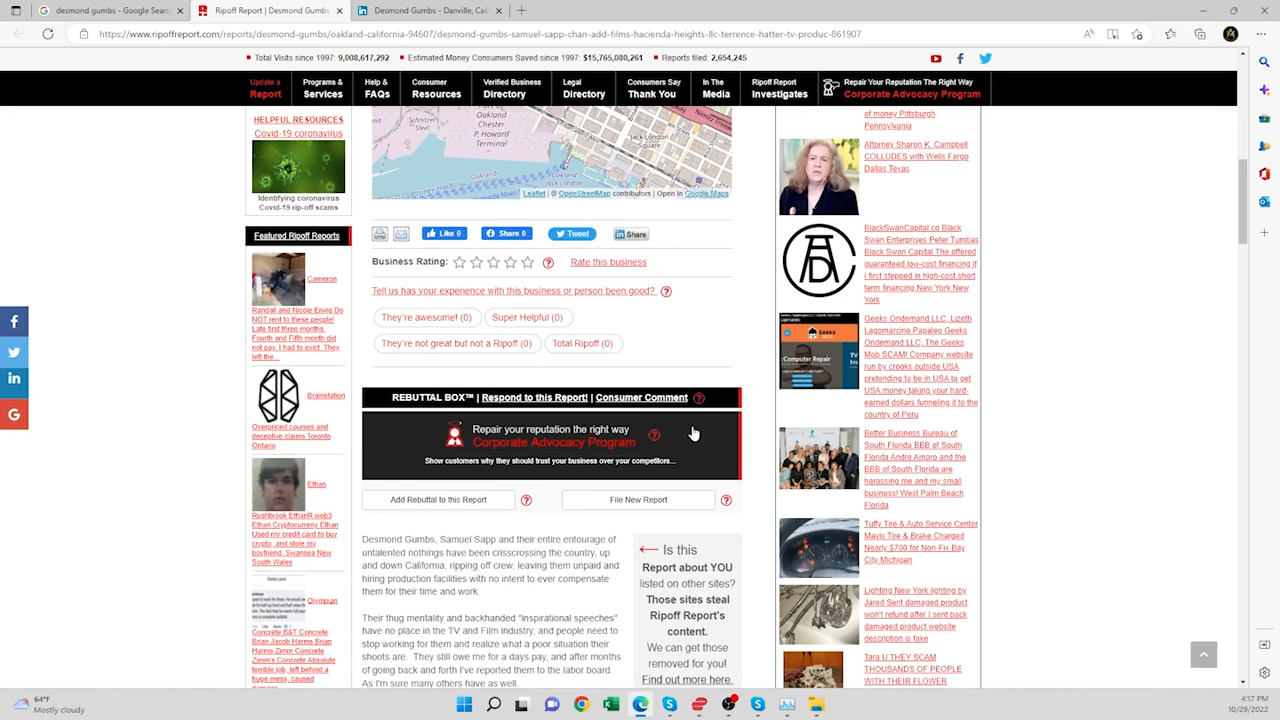 desmond gumbs - Google Searc
Ripoff Report | Desmond Gumbs
Desmond Gumbs - Danville, Cali
https://www.ripoffreport.com/reports/desmond-gumbs/oakland-california-94607/desmond-gumbs-samuel-sapp-chan-add-films-hacienda-heights-llc-terrence-hatter-tv-produc-861907
Total Visits since 1997: 9,008,617,292
Estimated Money Consumers Saved since 1997: $15,765,080,261
Reports filed: 2,654,245
Update a Report
Programs & Services
Help & FAQs
Consumer Resources
Verified Business Directory
Legal Directory
Consumers Say Thank You
In The Media
Ripoff Report Investigates
Repair Your Reputation The Right Way
Corporate Advocacy Program
HELPFUL RESOURCES
Covid-19 coronavirus
Identifying coronavirus
Covid-19 rip-off scams
Featured Ripoff Reports
Cameron
Randall and Nicole Erwig Do
NOT rent to these people!
Late first three months.
Fourth and Fifth month did
not pay. I had to evict. They
left the...
Brainstation
Overpriced courses and
deceptive claims Toronto
Ontario
Ethan
Rushbrook EthanR web3
Ethan Cryptocurreny Ethan
Used my credit card to buy
crypto, and stole my
boyfriend. Swansea New
South Wales
Olympian
Concrete B&T Concrete
Brian Jacob Harms Brian
Harms Zimm Concrete
Zimm's Concrete Absolute
terrible job, left behind a
huge mess, caused
Port of
Oakland
Chester
P. Howard
Terminal
Jack London
Square
Leaflet | © OpenStreetMap contributors | Open In Google Maps
Like 0
Share 0
Tweet
Share
Business Rating:
Rate this business
Tell us has your experience with this business or person been good?
They're awesome! (0)
Super Helpful (0)
They're not great but not a Ripoff (0)
Total Ripoff (0)
REBUTTAL BOX™ | Respond to this Report! | Consumer Comment
Repair your reputation the right way
Corporate Advocacy Program
Show customers why they should trust your business over your competitors...
Add Rebuttal to this Report
File New Report
Desmond Gumbs, Samuel Sapp and their entire entourage of
untalented nothings have been crisscrossing the country, up
and down California, ripping off crew, leaving them unpaid and
hiring production facilities with no intent to ever compensate
them for their time and work.
Their thug mentality and backhanded "inspirational speeches"
have no place in the TV and Film industry, and people need to
stop working for them and realize what a poor situation their
shoots are. They still owe several days pay, and after months
of going back and forth I've reported them to the labor board.
As I'm sure many others have as well.
Is this
Report about YOU
listed on other sites?
Those sites steal
Ripoff Report's
content.
We can get those
removed for you!
Find out more here.
of money Pittsburgh
Pennsylvania
Attorney Sharon K. Campbell
COLLUDES with Wells Fargo
Dallas Texas
BlackSwanCapital co Black
Swan Enterprises Peter Tumbas
Black Swan Capital The offered
guaranteed low-cost financing if
I first stepped in high-cost short
term financing New York New
York
Geeks Ondemand LLC, Lizeth
Lagomarcino Papaleo Geeks
Ondemand LLC, The Geeks
Mob SCAM! Company website
run by crooks outside USA
pretending to be in USA to get
USA money taking your hard-
earned dollars funneling it to the
country of Peru
Computer Repair
Better Business Bureau of
South Florida BBB of South
Florida Andre Amaro and the
BBB of South Florida are
harassing me and my small
business! West Palm Beach
Florida
Tuffy Tire & Auto Service Center
Mavis Tire & Brake Charged
Nearly $700 for Non-Fix Bay
City Michigan
Lighting New York lighting by
Jared Sent damaged product
won't refund after I sent back
damaged product website
description is fake
Tara U THEY SCAM
THOUSANDS OF PEOPLE
WITH THEIR FLOWER
64°F
Mostly cloudy
4:17 PM
10/29/2022